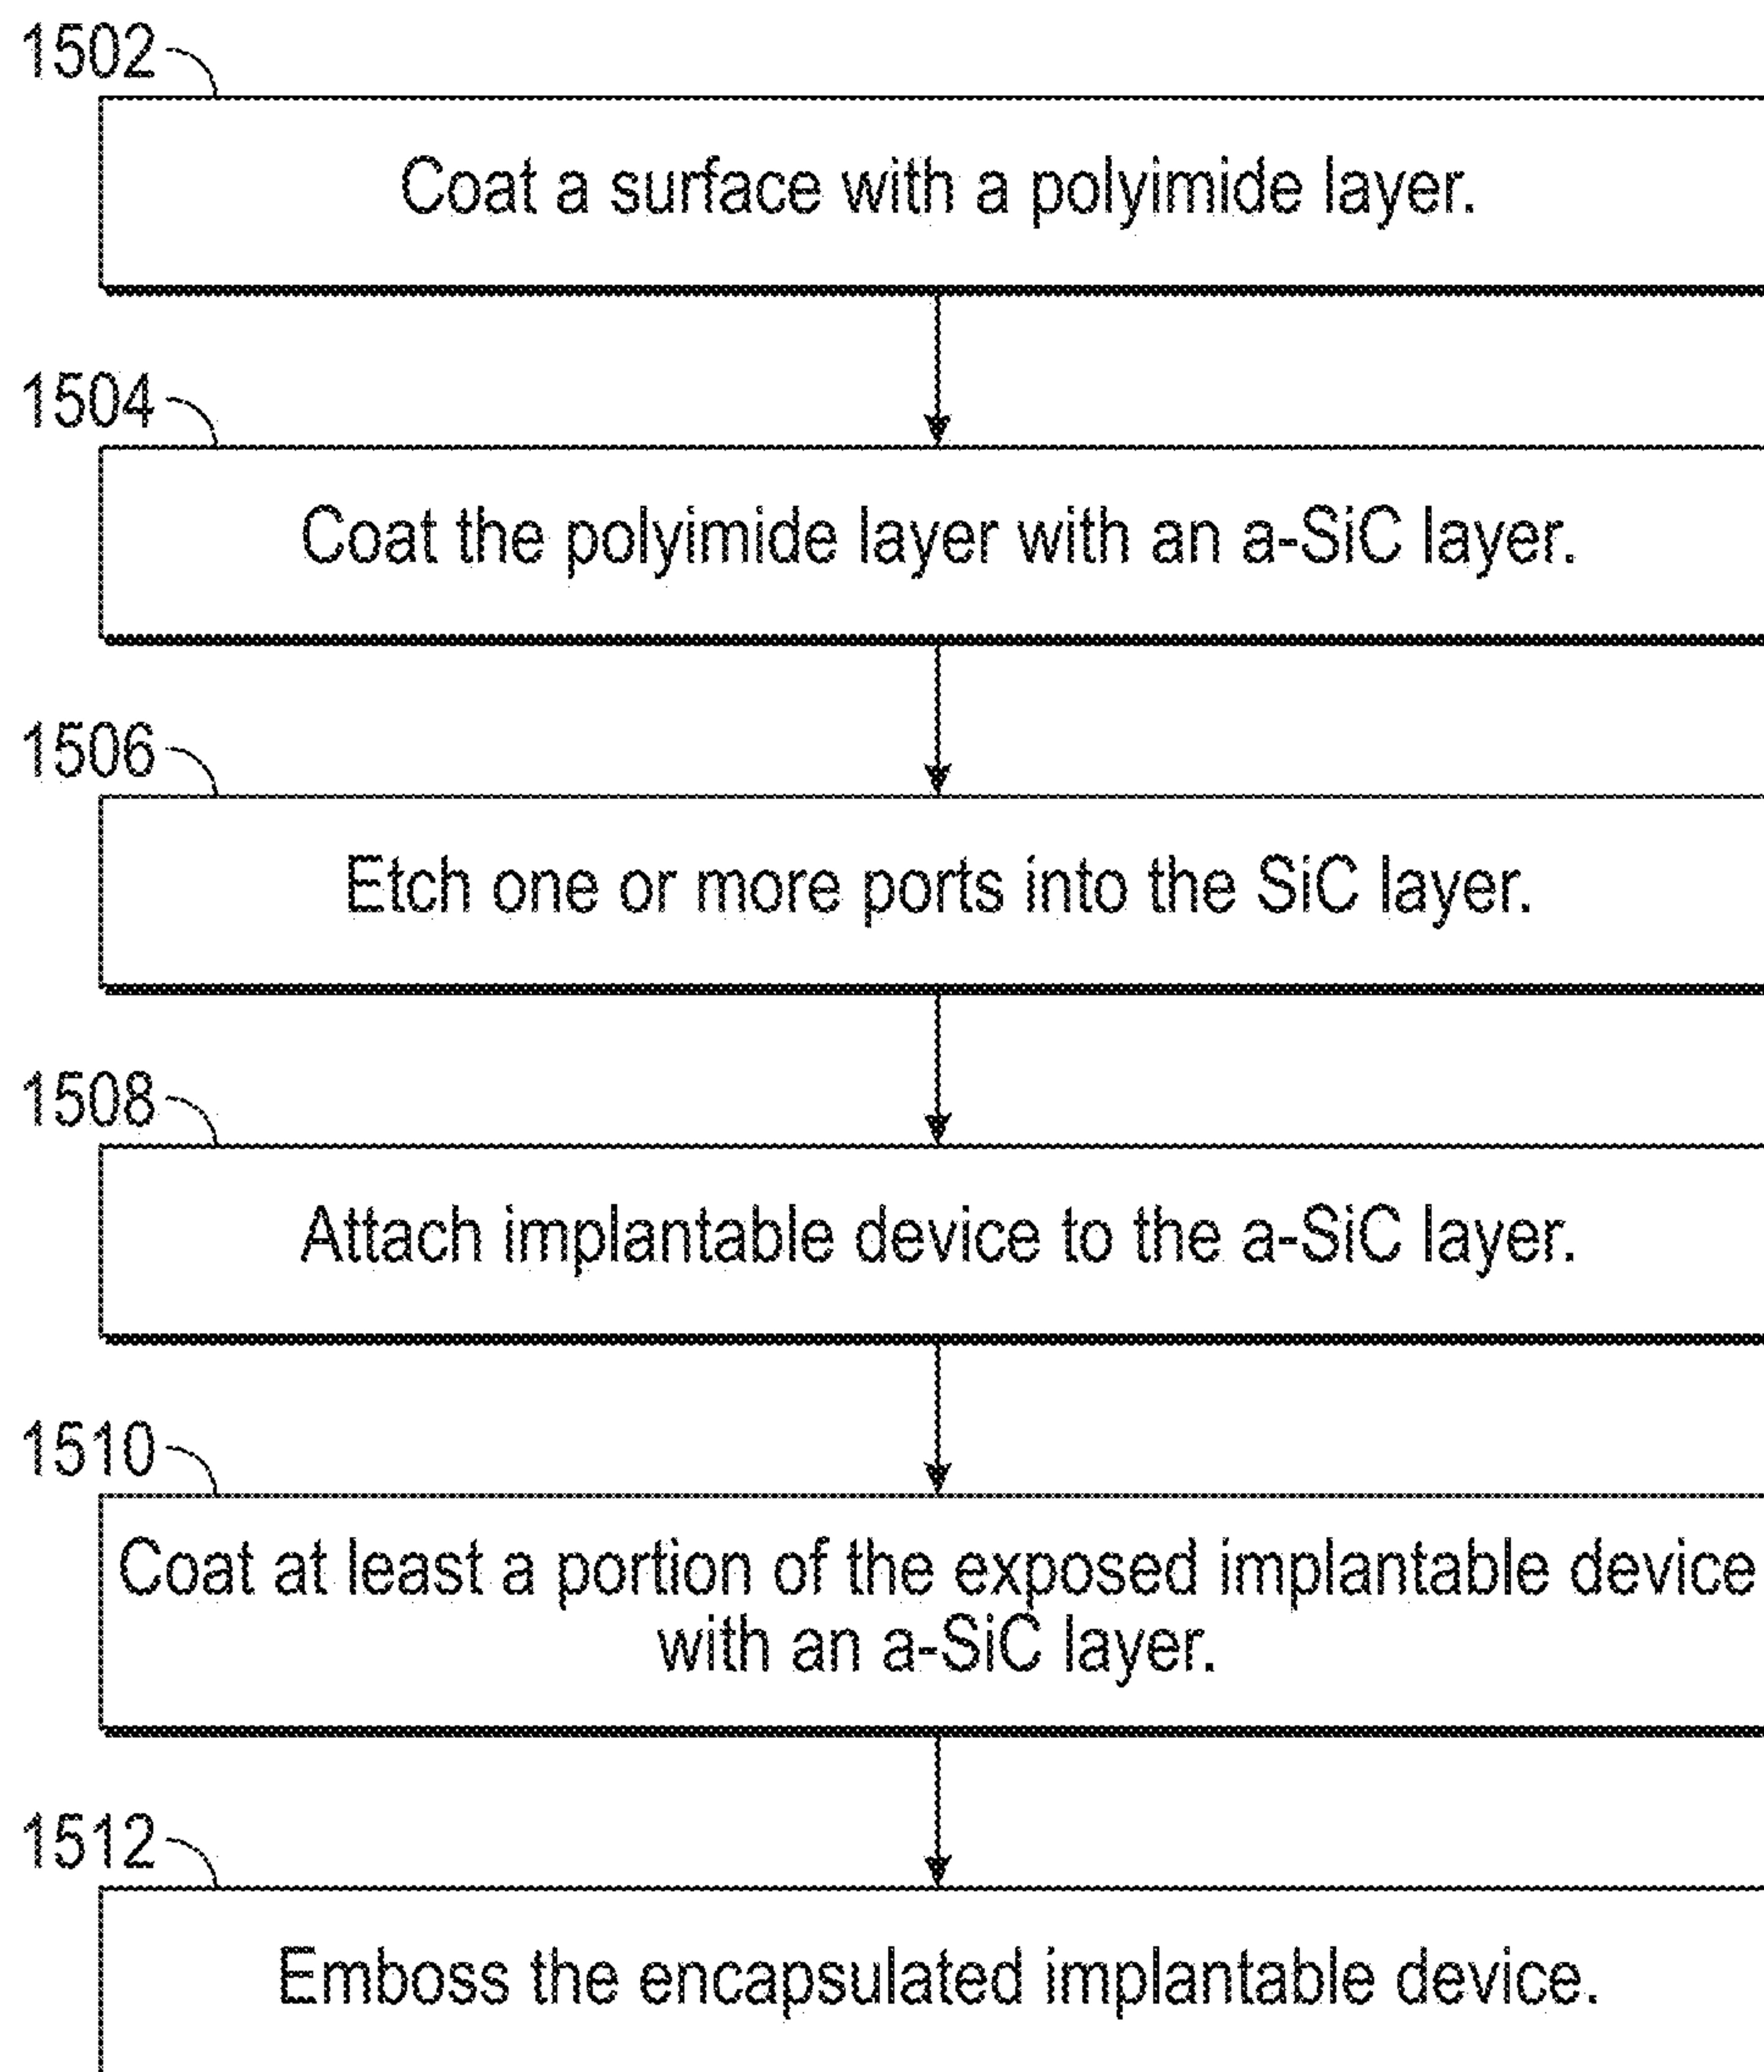 1502
Coat a surface with a polyimide layer.
1504
Coat the polyimide layer with an a-SiC layer.
1506
Etch one or more ports into the SiC layer.
1508
Attach implantable device to the a-SiC layer.
1510
Coat at least a portion of the exposed implantable device
with an a-SiC layer.
1512
Emboss the encapsulated implantable device.